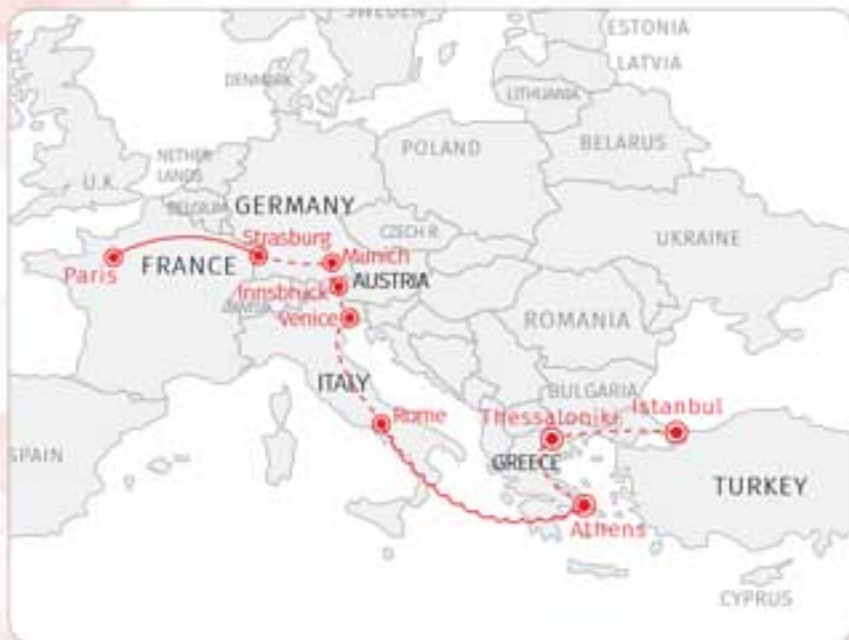 SWEDEN
ESTONIA
LATVIA
DENMARK
LITHUANIA
BELARUS
POLAND
NETHER
LANDS
U.K.
BELGIUM
GERMANY
CZECH R.
UKRAINE
Strasburg
Munich
Paris
FRANCE
Innsbruck
AUSTRIA
Venice
ROMANIA
ITALY
BULGARIA
Rome
Thessaloniki
Istanbul
SPAIN
GREECE
TURKEY
Athens
CYPRUS